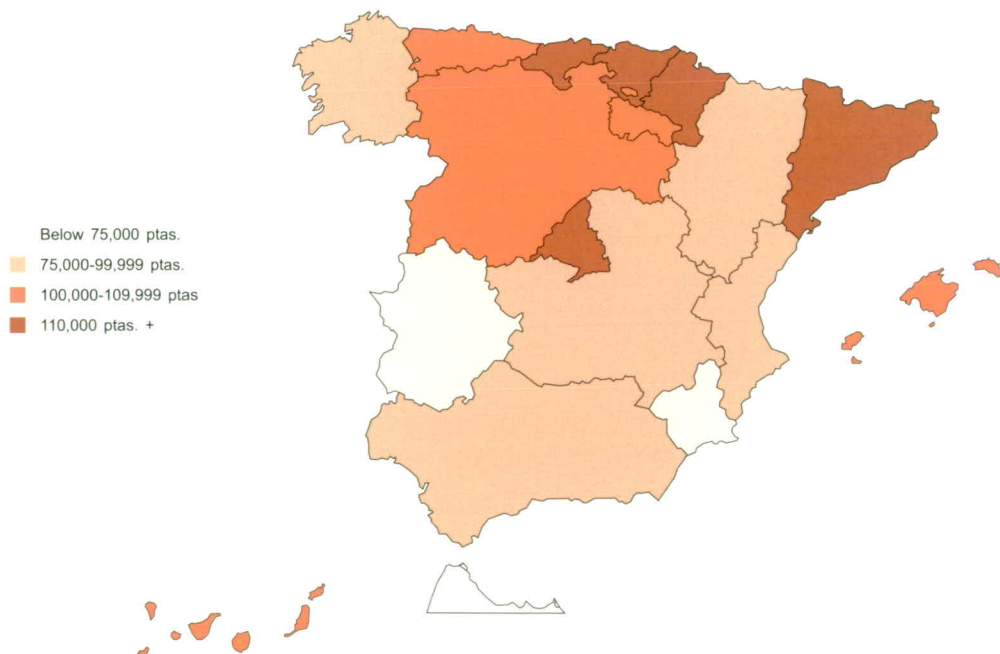 Below 75,000 ptas.
75,000-99,999 ptas.
100,000-109,999 ptas
110,000 ptas. +